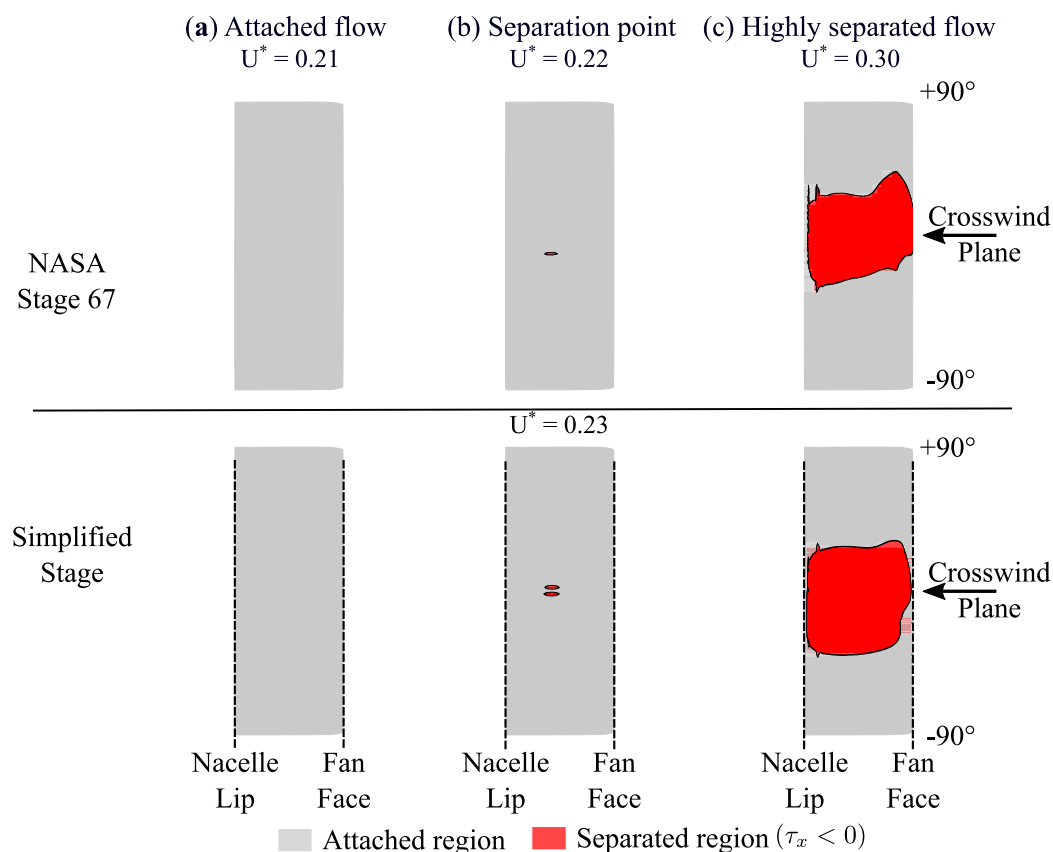 (a) Attached flow
U* = 0.21
(b) Separation point
U* = 0.22
(c) Highly separated flow
U* = 0.30
+90°
NASA
Stage 67
Crosswind
Plane
-90°
U* = 0.23
+90°
Simplified
Stage
Crosswind
Plane
-90°
Nacelle
Lip
Fan
Face
Nacelle
Lip
Fan
Face
Nacelle
Lip
Fan
Face
Attached region
Separated region (τₓ < 0)